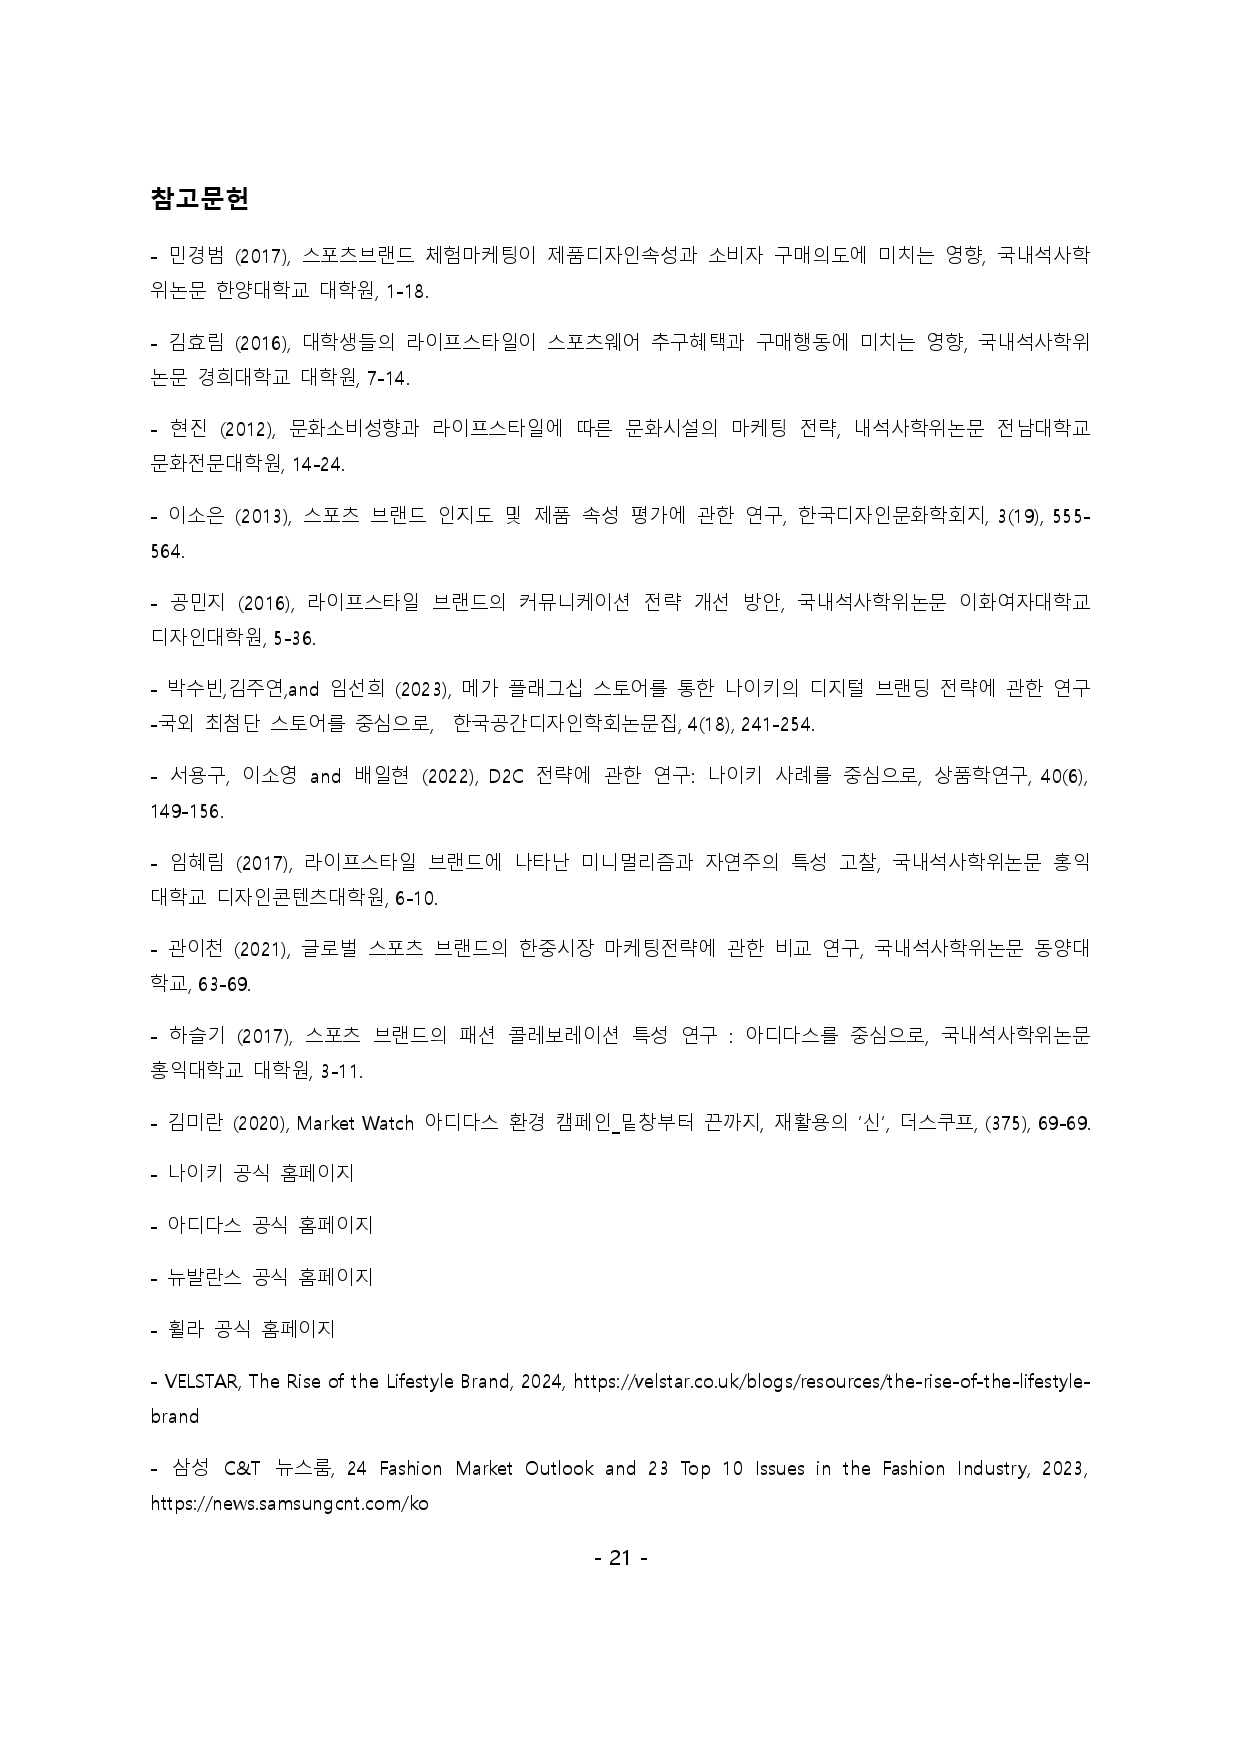 참고문헌
- 민경범 (2017), 스포츠브랜드 체험마케팅이 제품디자인속성과 소비자 구매의도에 미치는 영향, 국내석사학
위논문 한양대학교 대학원, 1-18.
- 김효림 (2016), 대학생들의 라이프스타일이 스포츠웨어 추구혜택과 구매행동에 미치는 영향, 국내석사학위
논문 경희대학교 대학원, 7-14.
- 현진 (2012), 문화소비성향과 라이프스타일에 따른 문화시설의 마케팅 전략, 내석사학위논문 전남대학교
문화전문대학원, 14-24.
- 이소은 (2013), 스포츠 브랜드 인지도 및 제품 속성 평가에 관한 연구, 한국디자인문화학회지, 3(19), 555-
564.
- 공민지 (2016), 라이프스타일 브랜드의 커뮤니케이션 전략 개선 방안, 국내석사학위논문 이화여자대학교
디자인대학원, 5-36.
- 박수빈,김주연,and 임선희 (2023), 메가 플래그십 스토어를 통한 나이키의 디지털 브랜딩 전략에 관한 연구
-국외 최첨단 스토어를 중심으로, 한국공간디자인학회논문집, 4(18), 241-254.
- 서용구, 이소영 and 배일현 (2022), D2C 전략에 관한 연구: 나이키 사례를 중심으로, 상품학연구, 40(6),
149-156.
- 임혜림 (2017), 라이프스타일 브랜드에 나타난 미니멀리즘과 자연주의 특성 고찰, 국내석사학위논문 홍익
대학교 디자인콘텐츠대학원, 6-10.
- 관이천 (2021), 글로벌 스포츠 브랜드의 한중시장 마케팅전략에 관한 비교 연구, 국내석사학위논문 동양대
학교, 63-69.
- 하슬기 (2017), 스포츠 브랜드의 패션 콜레보레이션 특성 연구 : 아디다스를 중심으로, 국내석사학위논문
홍익대학교 대학원, 3-11.
- 김미란 (2020), Market Watch 아디다스 환경 캠페인_밑창부터 끈까지, 재활용의 ‘신’, 더스쿠프, (375), 69-69.
- 나이키 공식 홈페이지
- 아디다스 공식 홈페이지
- 뉴발란스 공식 홈페이지
- 휠라 공식 홈페이지
- VELSTAR, The Rise of the Lifestyle Brand, 2024, https://velstar.co.uk/blogs/resources/the-rise-of-the-lifestyle-
brand
- 삼성 C&T 뉴스룸, 24 Fashion Market Outlook and 23 Top 10 Issues in the Fashion Industry, 2023,
https://news.samsungcnt.com/ko
- 21 -